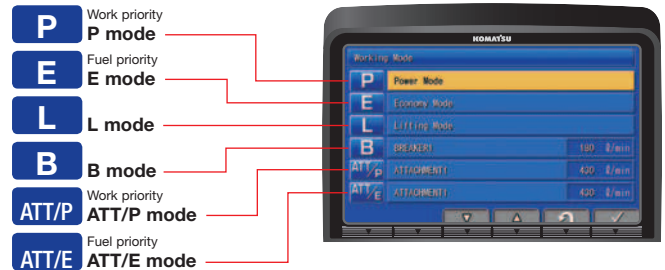 P
Work priority
P mode
E
Fuel priority
E mode
L
L mode
B
B mode
ATT/P
Work priority
ATT/P mode
ATT/E
Fuel priority
ATT/E mode
KOMATSU
Working Mode
P Power Mode
E Economy Mode
L Lifting Mode
B BREAKER1 180 ℓ/min
ATT/P ATTACHMENT1 430 ℓ/min
ATT/E ATTACHMENT1 430 ℓ/min